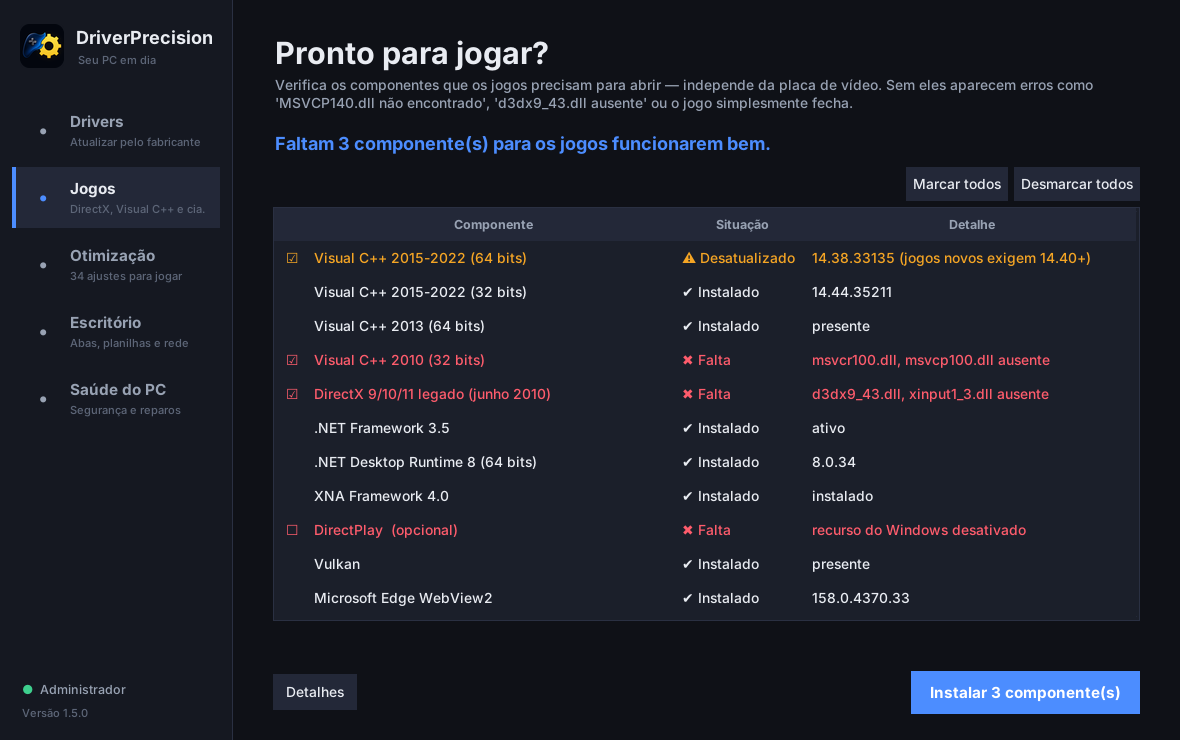 DriverPrecision
Seu PC em dia
Drivers
Atualizar pelo fabricante
Jogos
DirectX, Visual C++ e cia.
Otimização
34 ajustes para jogar
Escritório
Abas, planilhas e rede
Saúde do PC
Segurança e reparos
Administrador
Versão 1.5.0
Pronto para jogar?
Verifica os componentes que os jogos precisam para abrir — independe da placa de vídeo. Sem eles aparecem erros como
'MSVCP140.dll não encontrado', 'd3dx9_43.dll ausente' ou o jogo simplesmente fecha.
Faltam 3 componente(s) para os jogos funcionarem bem.
Marcar todos Desmarcar todos
Componente Situação Detalhe
☑ Visual C++ 2015-2022 (64 bits) ⚠ Desatualizado 14.38.33135 (jogos novos exigem 14.40+)
Visual C++ 2015-2022 (32 bits) ✔ Instalado 14.44.35211
Visual C++ 2013 (64 bits) ✔ Instalado presente
☑ Visual C++ 2010 (32 bits) ✖ Falta msvcr100.dll, msvcp100.dll ausente
☑ DirectX 9/10/11 legado (junho 2010) ✖ Falta d3dx9_43.dll, xinput1_3.dll ausente
.NET Framework 3.5 ✔ Instalado ativo
.NET Desktop Runtime 8 (64 bits) ✔ Instalado 8.0.34
XNA Framework 4.0 ✔ Instalado instalado
☐ DirectPlay (opcional) ✖ Falta recurso do Windows desativado
Vulkan ✔ Instalado presente
Microsoft Edge WebView2 ✔ Instalado 158.0.4370.33
Detalhes Instalar 3 componente(s)